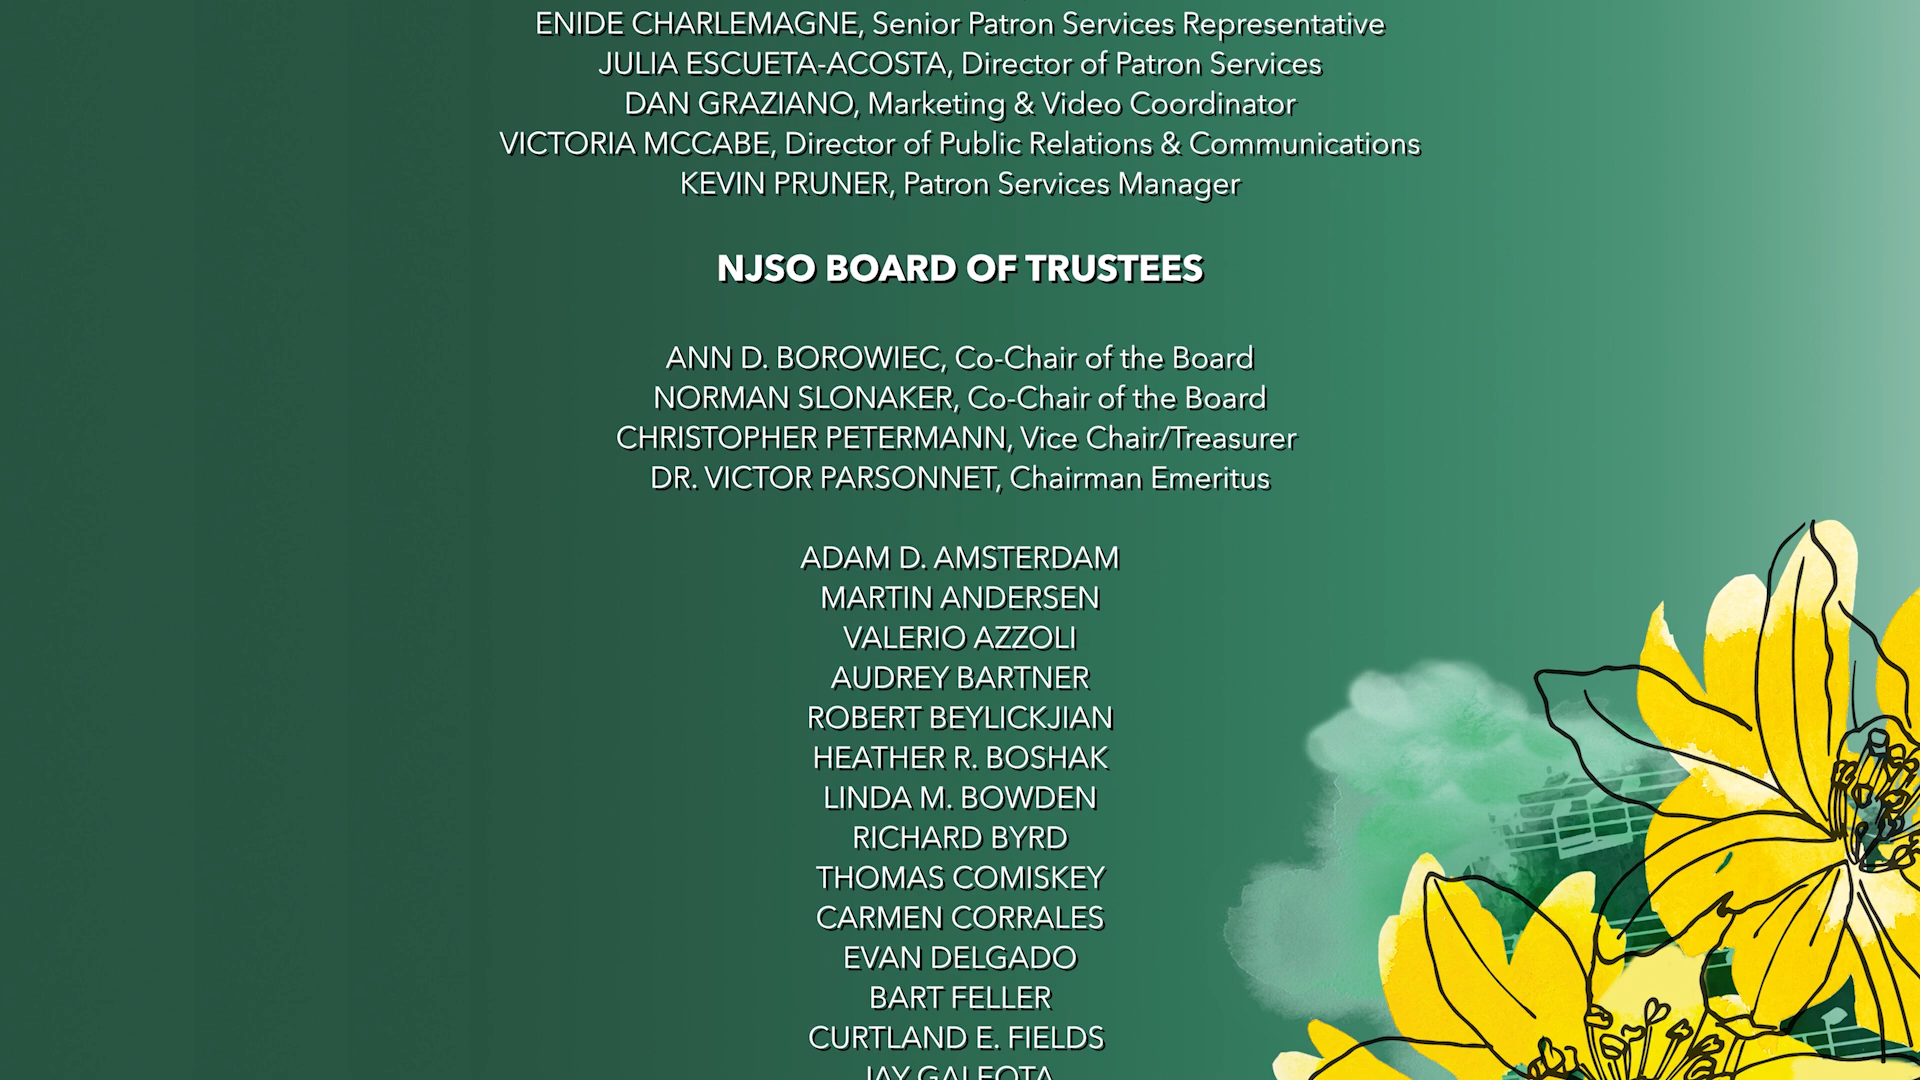 ENIDE CHARLEMAGNE, Senior Patron Services Representative
JULIA ESCUETA-ACOSTA, Director of Patron Services
DAN GRAZIANO, Marketing & Video Coordinator
VICTORIA MCCABE, Director of Public Relations & Communications
KEVIN PRUNER, Patron Services Manager
NJSO BOARD OF TRUSTEES
ANN D. BOROWIEC, Co-Chair of the Board
NORMAN SLONAKER, Co-Chair of the Board
CHRISTOPHER PETERMANN, Vice Chair/Treasurer
DR. VICTOR PARSONNET, Chairman Emeritus
ADAM D. AMSTERDAM
MARTIN ANDERSEN
VALERIO AZZOLI
AUDREY BARTNER
ROBERT BEYLICKJIAN
HEATHER R. BOSHAK
LINDA M. BOWDEN
RICHARD BYRD
THOMAS COMISKEY
CARMEN CORRALES
EVAN DELGADO
BART FELLER
CURTLAND E. FIELDS
JAY GALEOTA